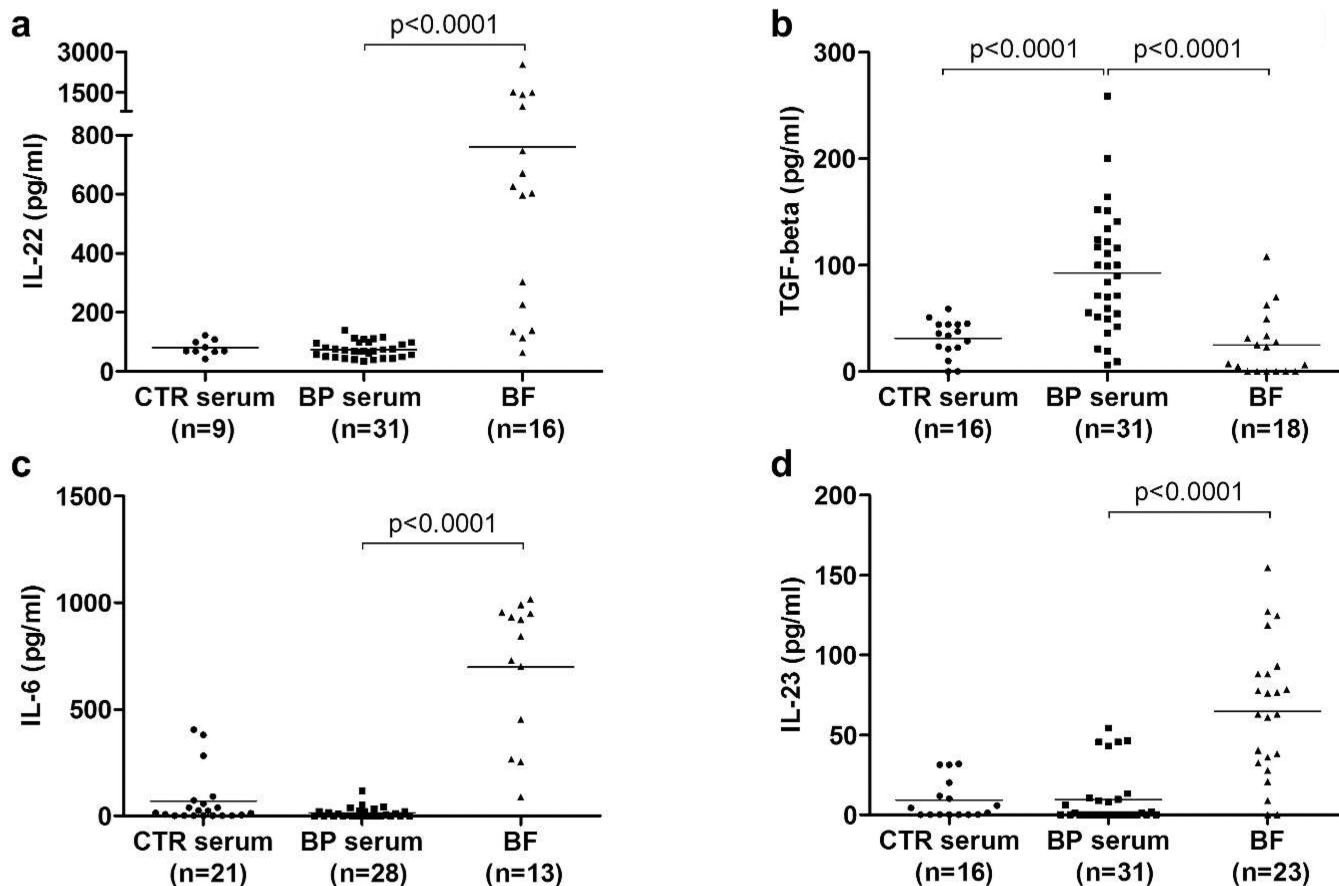 a
p<0.0001
3000
1500
800
600
400
200
0
IL-22 (pg/ml)
CTR serum BP serum BF
(n=9) (n=31) (n=16)
b
p<0.0001 p<0.0001
300
200
100
0
TGF-beta (pg/ml)
CTR serum BP serum BF
(n=16) (n=31) (n=18)
c
p<0.0001
1500
1000
500
0
IL-6 (pg/ml)
CTR serum BP serum BF
(n=21) (n=28) (n=13)
d
p<0.0001
200
150
100
50
0
IL-23 (pg/ml)
CTR serum BP serum BF
(n=16) (n=31) (n=23)